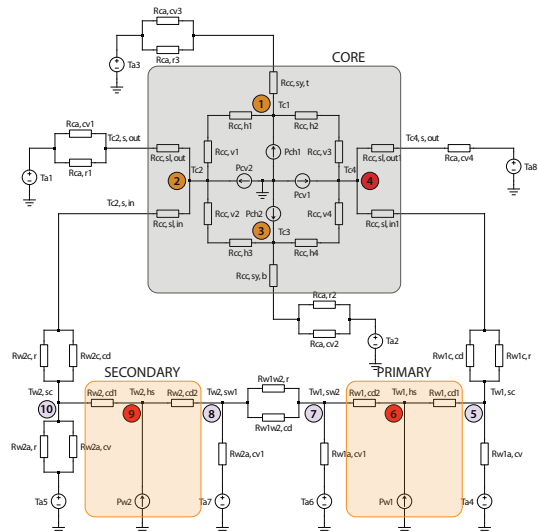 Rca, cv3
Rca, r3
Ta3
CORE
Rcc, sy, t
1
Tc1
Rcc, h1
Rcc, h2
Rca, cv1
Rca, r1
Ta1
Tc2, s, out
Rcc, sl, out
Tc2
Rcc, v1
Pch1
Rcc, v3
Tc4
Rcc, sl, out1
Tc4, s, out
Rca, cv4
Ta8
2
Pcv2
Pcv1
4
Tc2, s, in
Rcc, sl, in
Rcc, v2
Pch2
3
Tc3
Rcc, v4
Rcc, sl, in1
Rcc, h3
Rcc, h4
Rcc, sy, b
Rca, r2
Rca, cv2
Ta2
Rw2c, r
Rw2c, cd
Rw1c, cd
Rw1c, r
SECONDARY
PRIMARY
Tw2, sc
Rw2, cd1
Tw2, hs
Rw2, cd2
Tw2, sw1
Rw1w2, r
Rw1w2, cd
Tw1, sw2
Rw1, cd2
Tw1, hs
Rw1, cd1
Tw1, sc
10
9
8
7
6
5
Rw2a, r
Rw2a, cv
Rw2a, cv1
Rw1a, cv1
Rw1a, cv
Ta5
Pw2
Ta7
Ta6
Pw1
Ta4